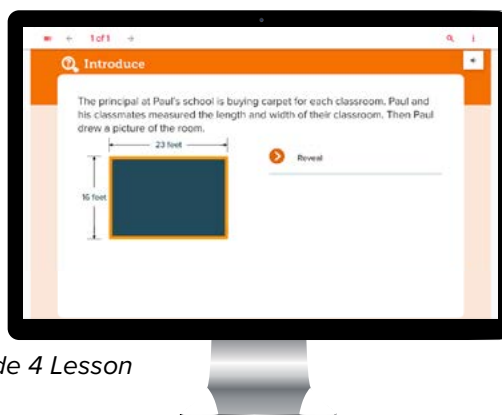 1 of 1
Introduce
The principal at Paul's school is buying carpet for each classroom. Paul and
his classmates measured the length and width of their classroom. Then Paul
drew a picture of the room.
23 feet
Reveal
16 feet
de 4 Lesson